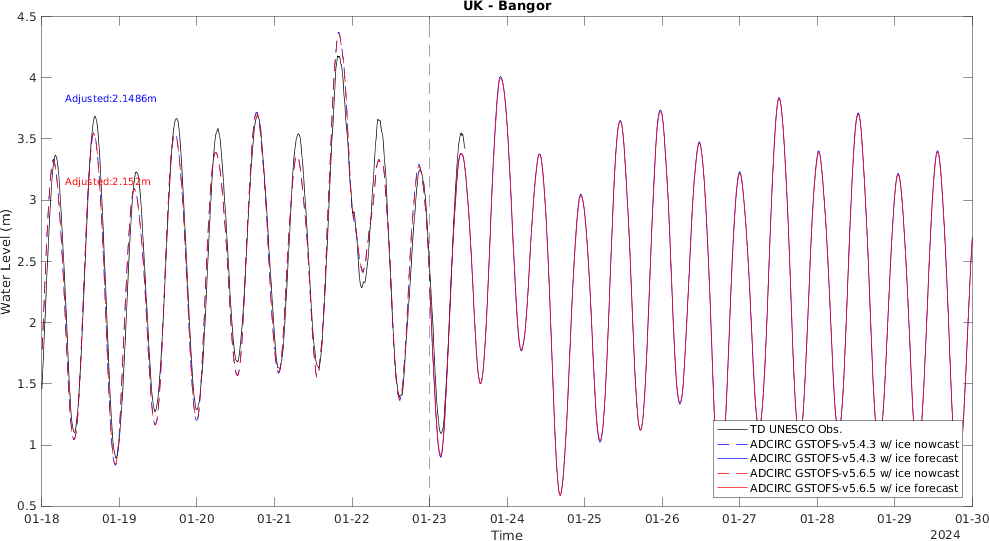 UK - Bangor
4.5
4
3.5
3
2.5
2
1.5
1
0.5
Water Level (m)
Adjusted:2.1486m
Adjusted:2.152m
TD UNESCO Obs.
ADCIRC GSTOFS-v5.4.3 w/ ice nowcast
ADCIRC GSTOFS-v5.4.3 w/ ice forecast
ADCIRC GSTOFS-v5.6.5 w/ ice nowcast
ADCIRC GSTOFS-v5.6.5 w/ ice forecast
01-18 01-19 01-20 01-21 01-22 01-23 01-24 01-25 01-26 01-27 01-28 01-29 01-30
Time
2024